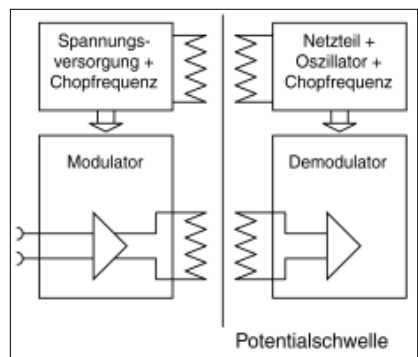 Spannungs-
versorgung +
Chopfrequenz
Netzteil +
Oszillator +
Chopfrequenz
Modulator
Demodulator
Potentialschwelle